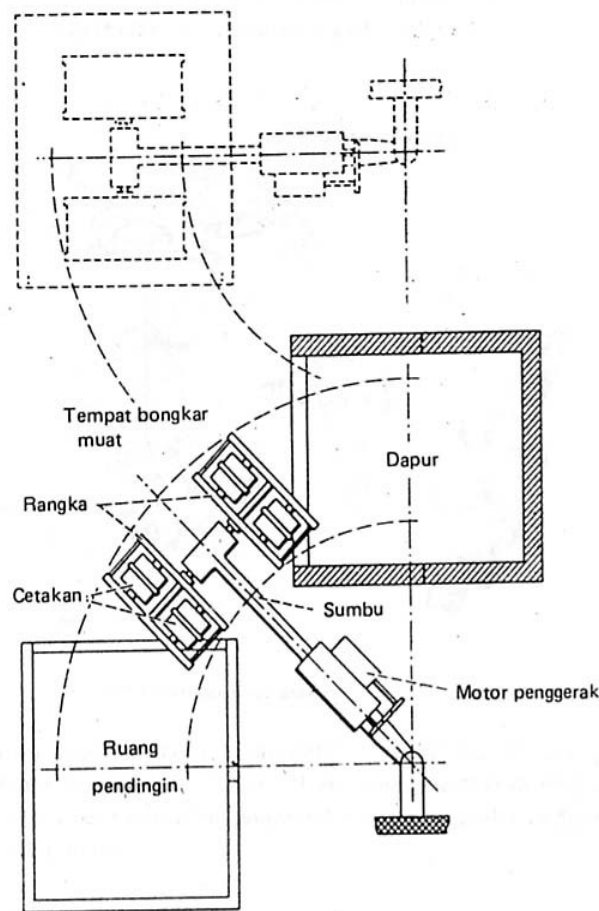 Tempat bongkar
muat
Dapur
Rangka
Cetakan
Sumbu
Motor penggerak
Ruang
pendingin